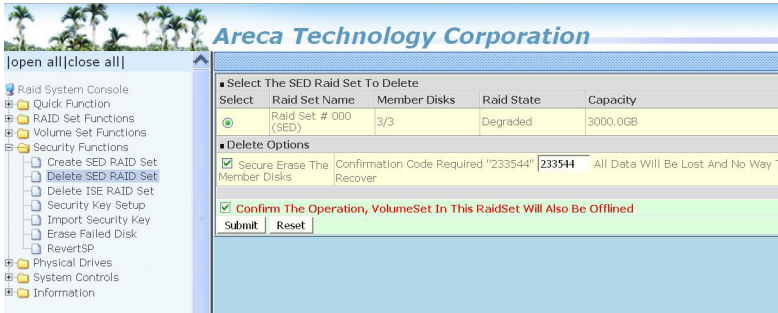 Areca Technology Corporation
|open all|close all|
Raid System Console
Quick Function
RAID Set Functions
Volume Set Functions
Security Functions
Create SED RAID Set
Delete SED RAID Set
Delete ISE RAID Set
Security Key Setup
Import Security Key
Erase Failed Disk
RevertSP
Physical Drives
System Controls
Information
Select The SED Raid Set To Delete
Select Raid Set Name Member Disks Raid State Capacity
Raid Set # 000 (SED) 3/3 Degraded 3000.0GB
Delete Options
Secure Erase The Member Disks Confirmation Code Required "233544" 233544 All Data Will Be Lost And No Way T
Recover
Confirm The Operation, VolumeSet In This RaidSet Will Also Be Offlined
Submit Reset